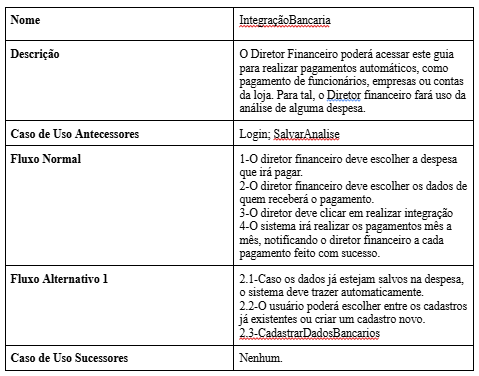 Nome
IntegraçãoBancaria
Descrição
O Diretor Financeiro poderá acessar este guia
para realizar pagamentos automáticos, como
pagamento de funcionários, empresas ou contas
da loja. Para tal, o Diretor financeiro fará uso da
análise de alguma despesa.
Caso de Uso Antecessores
Login; SalvarAnalise
Fluxo Normal
1-O diretor financeiro deve escolher a despesa
que irá pagar.
2-O diretor financeiro deve escolher os dados de
quem receberá o pagamento.
3-O diretor deve clicar em realizar integração
4-O sistema irá realizar os pagamentos mês a
mês, notificando o diretor financeiro a cada
pagamento feito com sucesso.
Fluxo Alternativo 1
2.1-Caso os dados já estejam salvos na despesa,
o sistema deve trazer automaticamente.
2.2-O usuário poderá escolher entre os cadastros
já existentes ou criar um cadastro novo.
2.3-CadastrarDadosBancarios
Caso de Uso Sucessores
Nenhum.